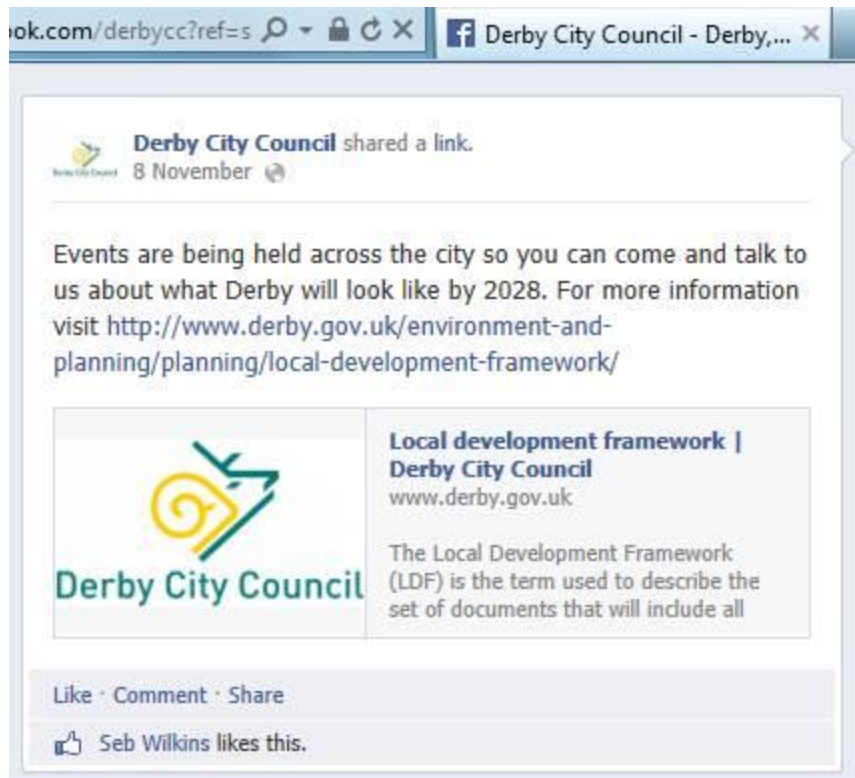 ok.com/derbycc?ref=s
Derby City Council - Derby,...
Derby City Council shared a link.
8 November
Events are being held across the city so you can come and talk to
us about what Derby will look like by 2028. For more information
visit http://www.derby.gov.uk/environment-and-
planning/planning/local-development-framework/
Derby City Council
Local development framework |
Derby City Council
www.derby.gov.uk
The Local Development Framework
(LDF) is the term used to describe the
set of documents that will include all
Like · Comment · Share
Seb Wilkins likes this.